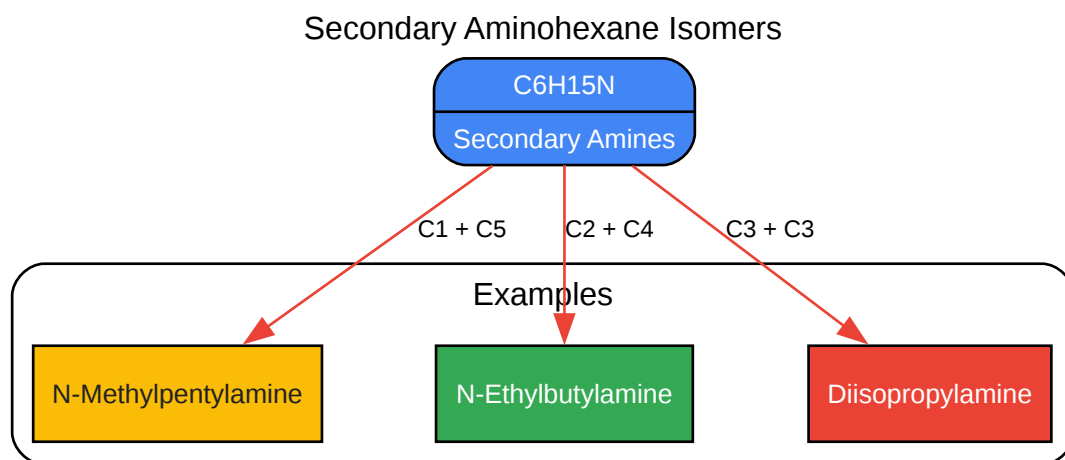 Secondary Aminohexane Isomers
C6H15N
Secondary Amines
C1 + C5
C2 + C4
C3 + C3
Examples
N-Methylpentylamine
N-Ethylbutylamine
Diisopropylamine